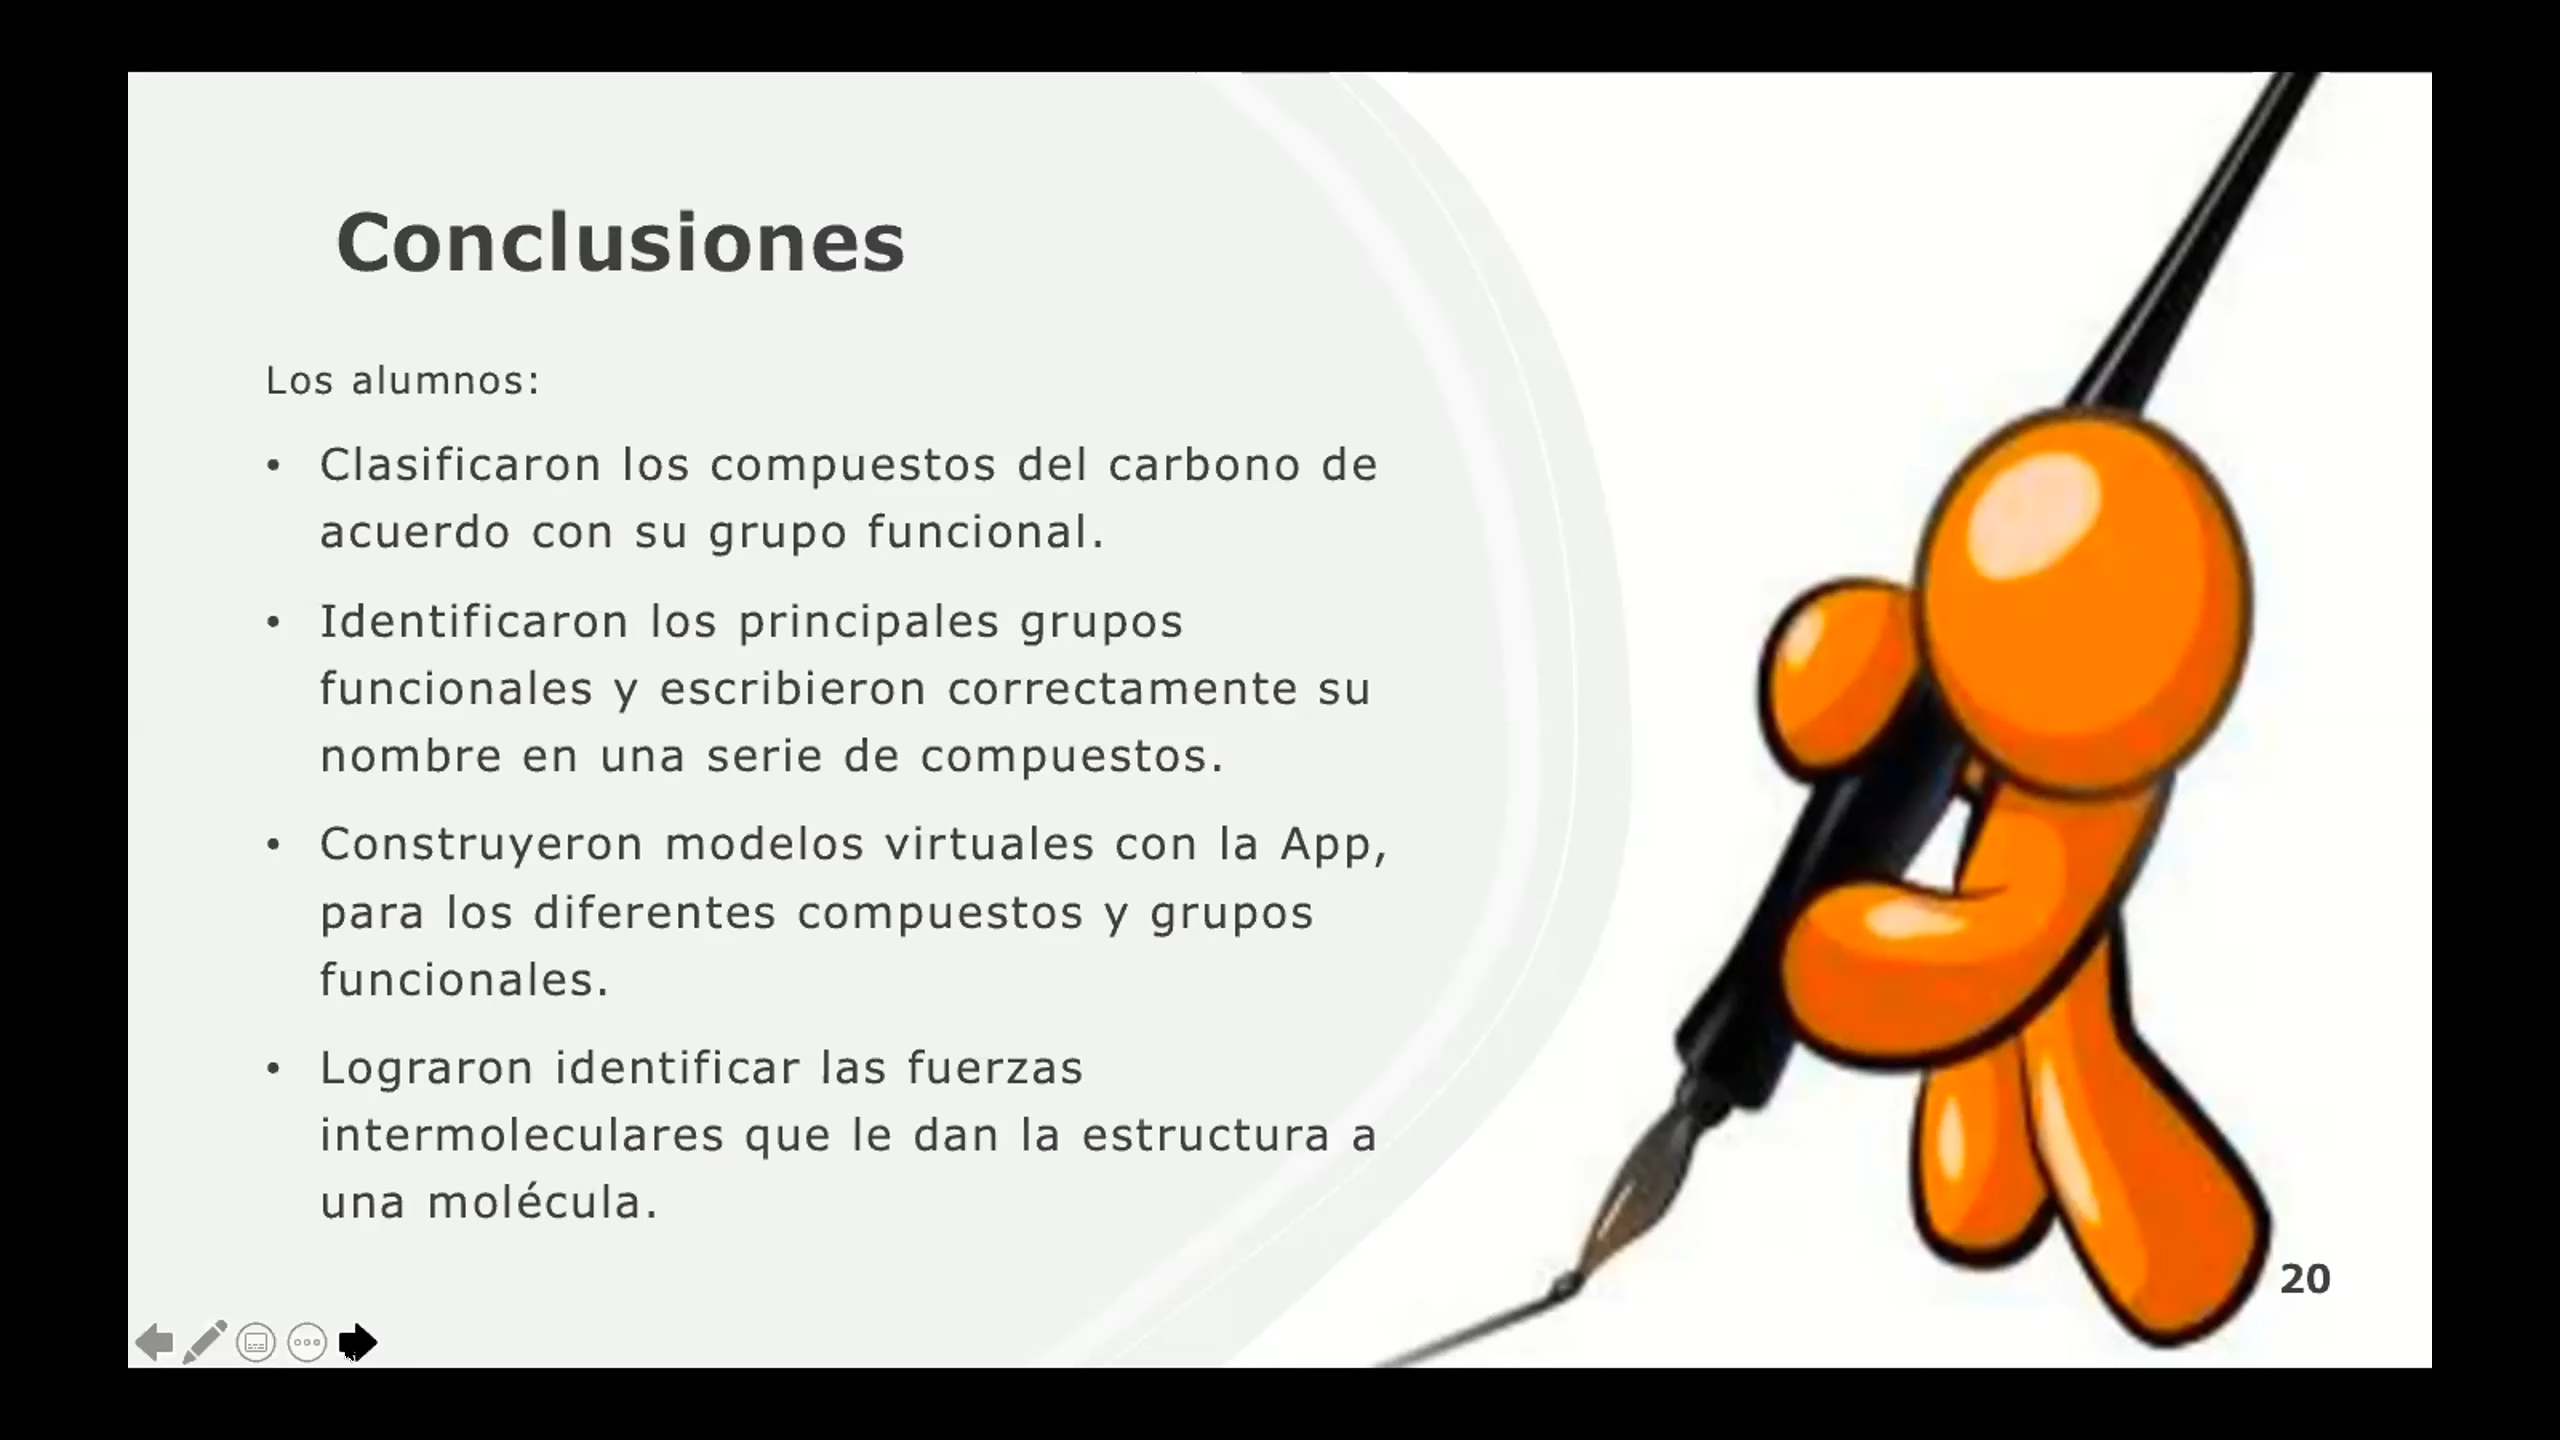 Conclusiones
Los alumnos:
• Clasificaron los compuestos del carbono de
acuerdo con su grupo funcional.
• Identificaron los principales grupos
funcionales y escribieron correctamente su
nombre en una serie de compuestos.
• Construyeron modelos virtuales con la App,
para los diferentes compuestos y grupos
funcionales.
• Lograron identificar las fuerzas
intermoleculares que le dan la estructura a
una molécula.
20